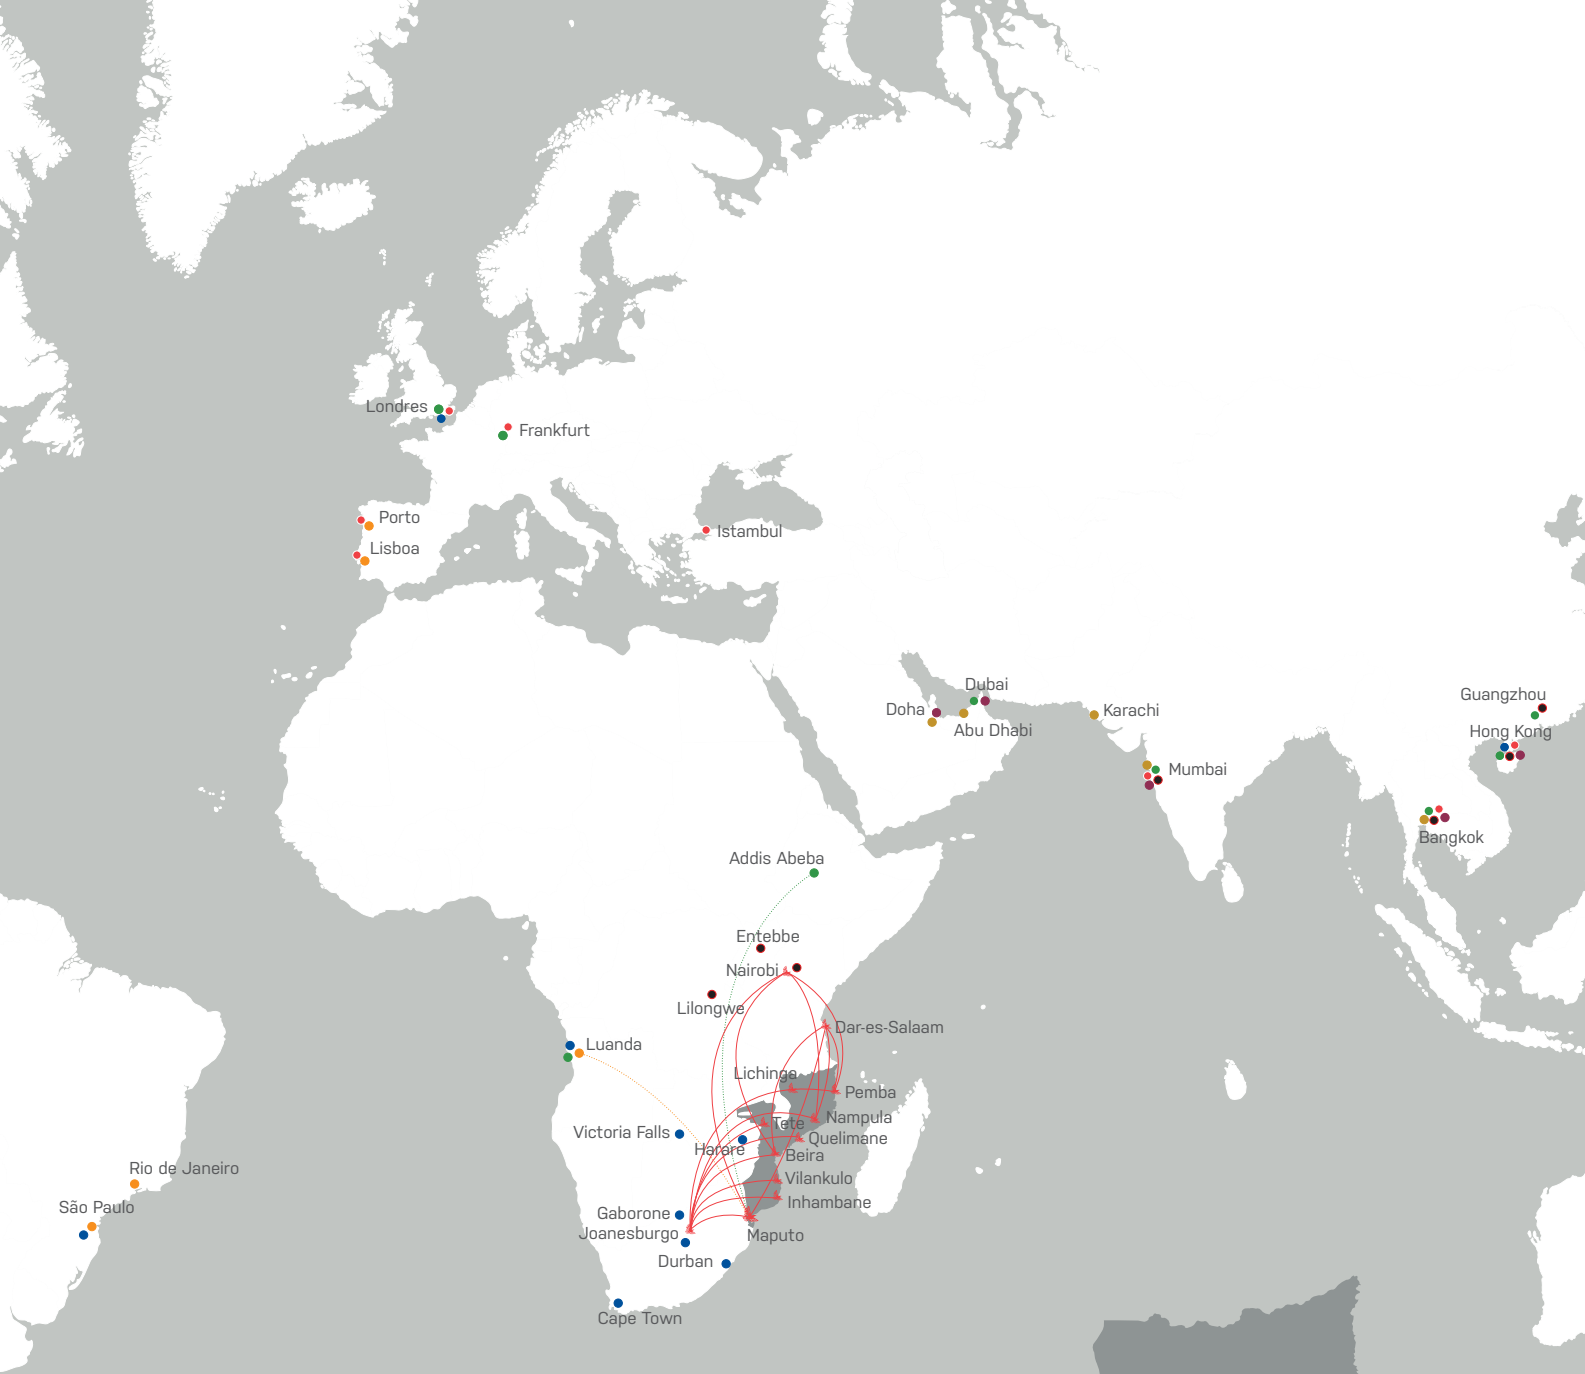 Londres
Frankfurt
Porto
Istambul
Lisboa
Dubai
Guangzhou
Doha
Karachi
Abu Dhabi
Hong Kong
Mumbai
Bangkok
Addis Abeba
Entebbe
Nairobi
Lilongwe
Dar-es-Salaam
Luanda
Lichinga
Pemba
Nampula
Tete
Victoria Falls
Quelimane
Harare
Beira
Rio de Janeiro
Vilankulo
Inhambane
São Paulo
Gaborone
Joanesburgo
Maputo
Durban
Cape Town